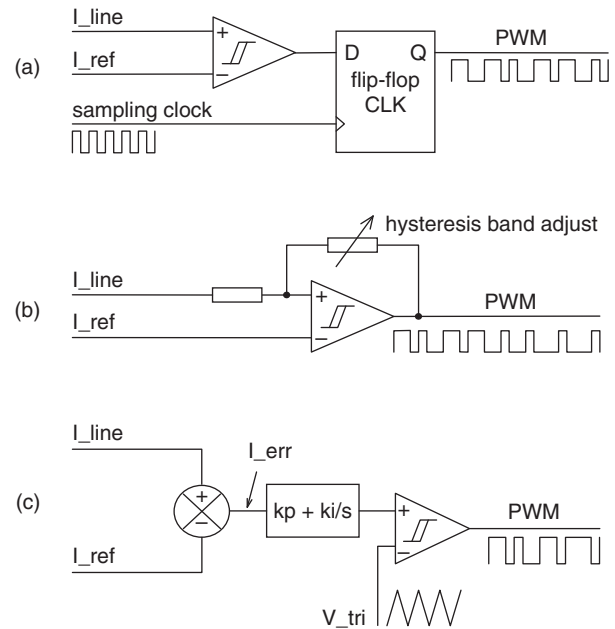 (a)
I_line
I_ref
sampling clock
+
−
D Q
flip-flop
CLK
PWM
(b)
hysteresis band adjust
I_line
I_ref
+
−
PWM
(c)
I_line
I_err
+
−
I_ref
kp + ki/s
+
−
PWM
V_tri